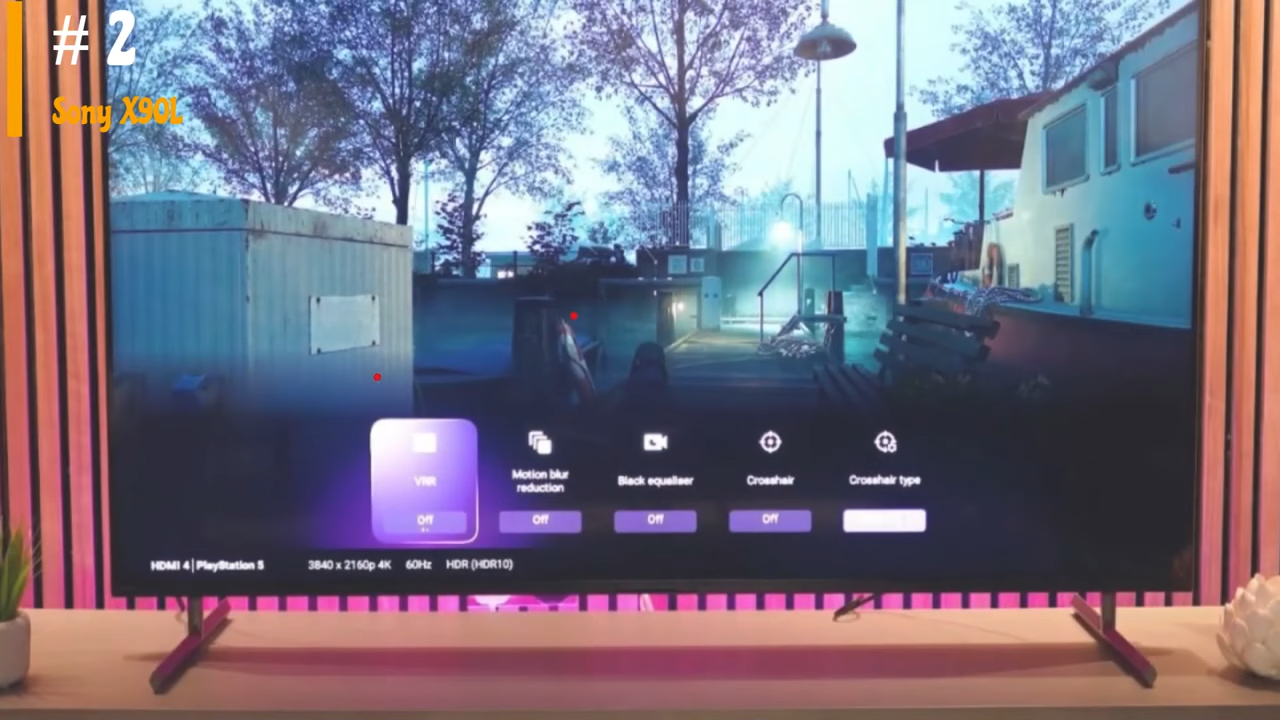 # 2
Sony X90L
VRR
Off
Motion blur
reduction
Off
Black equaliser
Off
Crosshair
Off
Crosshair type
HDMI 4 | PlayStation 5
3840 x 2160p 4K 60Hz HDR (HDR10)